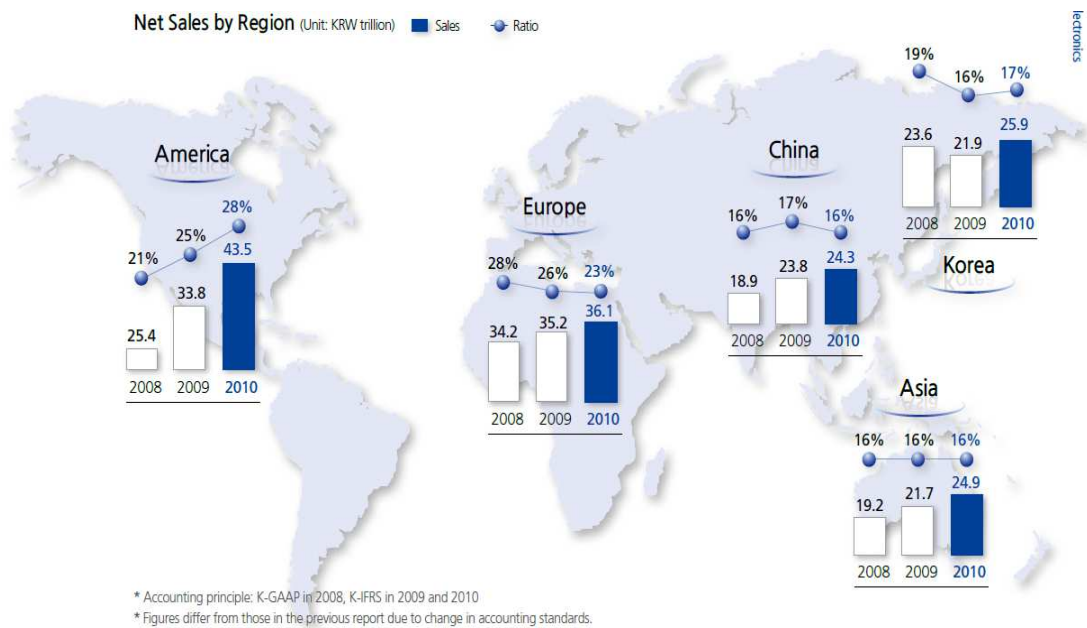 Net Sales by Region (Unit: KRW trillion) Sales Ratio
lectronics
America
21% 25% 28%
25.4 33.8 43.5
2008 2009 2010
Europe
28% 26% 23%
34.2 35.2 36.1
2008 2009 2010
China
16% 17% 16%
18.9 23.8 24.3
2008 2009 2010
19% 16% 17%
23.6 21.9 25.9
2008 2009 2010
Korea
Asia
16% 16% 16%
19.2 21.7 24.9
2008 2009 2010
* Accounting principle: K-GAAP in 2008, K-IFRS in 2009 and 2010
* Figures differ from those in the previous report due to change in accounting standards.